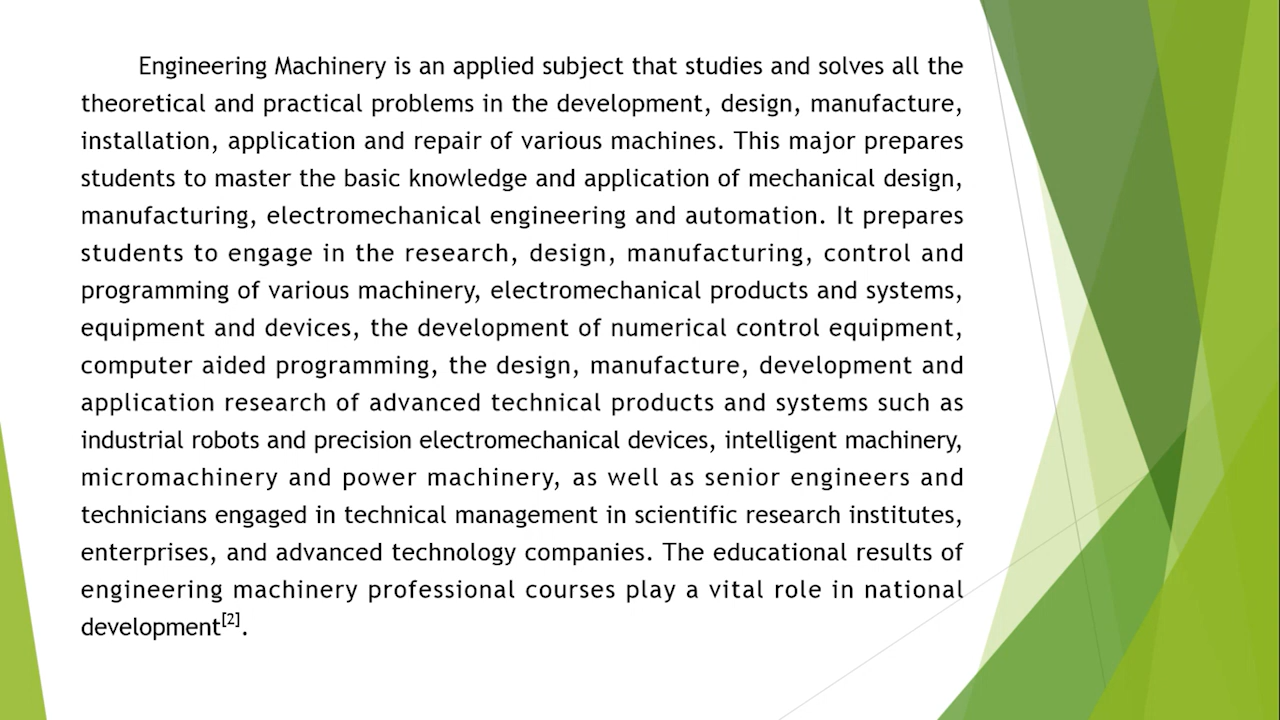 Engineering Machinery is an applied subject that studies and solves all the
theoretical and practical problems in the development, design, manufacture,
installation, application and repair of various machines. This major prepares
students to master the basic knowledge and application of mechanical design,
manufacturing, electromechanical engineering and automation. It prepares
students to engage in the research, design, manufacturing, control and
programming of various machinery, electromechanical products and systems,
equipment and devices, the development of numerical control equipment,
computer aided programming, the design, manufacture, development and
application research of advanced technical products and systems such as
industrial robots and precision electromechanical devices, intelligent machinery,
micromachinery and power machinery, as well as senior engineers and
technicians engaged in technical management in scientific research institutes,
enterprises, and advanced technology companies. The educational results of
engineering machinery professional courses play a vital role in national
development[2].